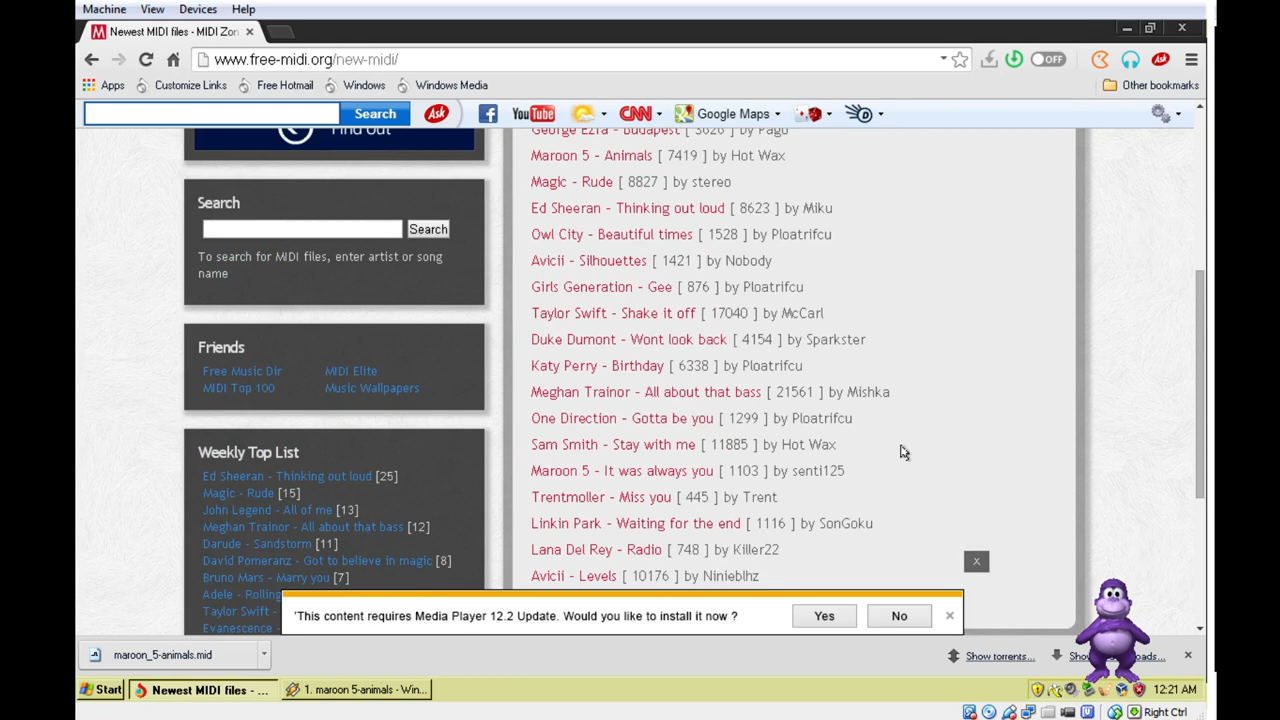 Machine View Devices Help
Newest MIDI files - MIDI Zon
www.free-midi.org/new-midi/
OFF
Ask
Apps Customize Links Free Hotmail Windows Windows Media Other bookmarks
Search Ask YouTube CNN Google Maps
Find out
George Ezra - Budapest [ 3626 ] by Pago
Maroon 5 - Animals [ 7419 ] by Hot Wax
Magic - Rude [ 8827 ] by stereo
Ed Sheeran - Thinking out loud [ 8623 ] by Miku
Owl City - Beautiful times [ 1528 ] by Ploatrifcu
Avicii - Silhouettes [ 1421 ] by Nobody
Girls Generation - Gee [ 876 ] by Ploatrifcu
Taylor Swift - Shake it off [ 17040 ] by McCarl
Duke Dumont - Wont look back [ 4154 ] by Sparkster
Katy Perry - Birthday [ 6338 ] by Ploatrifcu
Meghan Trainor - All about that bass [ 21561 ] by Mishka
One Direction - Gotta be you [ 1299 ] by Ploatrifcu
Sam Smith - Stay with me [ 11885 ] by Hot Wax
Maroon 5 - It was always you [ 1103 ] by senti125
Trentmoller - Miss you [ 445 ] by Trent
Linkin Park - Waiting for the end [ 1116 ] by SonGoku
Lana Del Rey - Radio [ 748 ] by Killer22
Avicii - Levels [ 10176 ] by Ninieblhz
Search
Search
To search for MIDI files, enter artist or song
name
Friends
Free Music Dir MIDI Elite
MIDI Top 100 Music Wallpapers
Weekly Top List
Ed Sheeran - Thinking out loud [25]
Magic - Rude [15]
John Legend - All of me [13]
Meghan Trainor - All about that bass [12]
Darude - Sandstorm [11]
David Pomeranz - Got to believe in magic [8]
Bruno Mars - Marry you [7]
Adele - Rolling
Taylor Swift -
Evanescence -
X
'This content requires Media Player 12.2 Update. Would you like to install it now ? Yes No ×
maroon_5-animals.mid Show torrents...
Start Newest MIDI files - ... 1. maroon 5-animals - Win... 12:21 AM
Right Ctrl